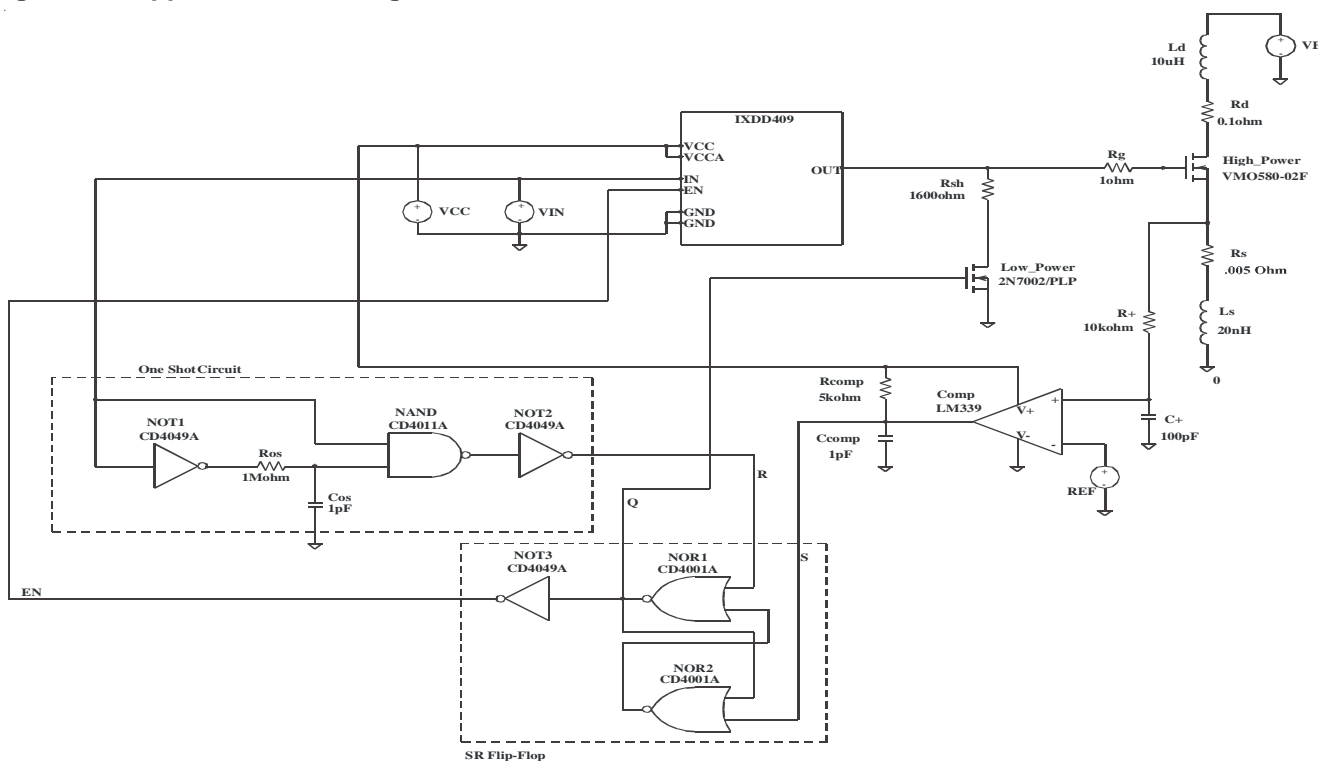 Ld
10uH
Rd
0.1ohm
IXDD409
VCC
VCCA
IN
EN
GND
GND
OUT
Rg
1ohm
High_Power
VMO580-02F
Rsh
1600ohm
VCC
VIN
Low_Power
2N7002/PLP
Rs
.005 Ohm
R+
10kohm
Ls
20nH
0
One ShotCircuit
NOT1
CD4049A
Ros
1Mohm
Cos
1pF
NAND
CD4011A
NOT2
CD4049A
Rcomp
5kohm
Ccomp
1pF
Comp
LM339
V+
V-
+
-
C+
100pF
REF
+
-
R
Q
S
EN
NOT3
CD4049A
NOR1
CD4001A
NOR2
CD4001A
SR Flip-Flop